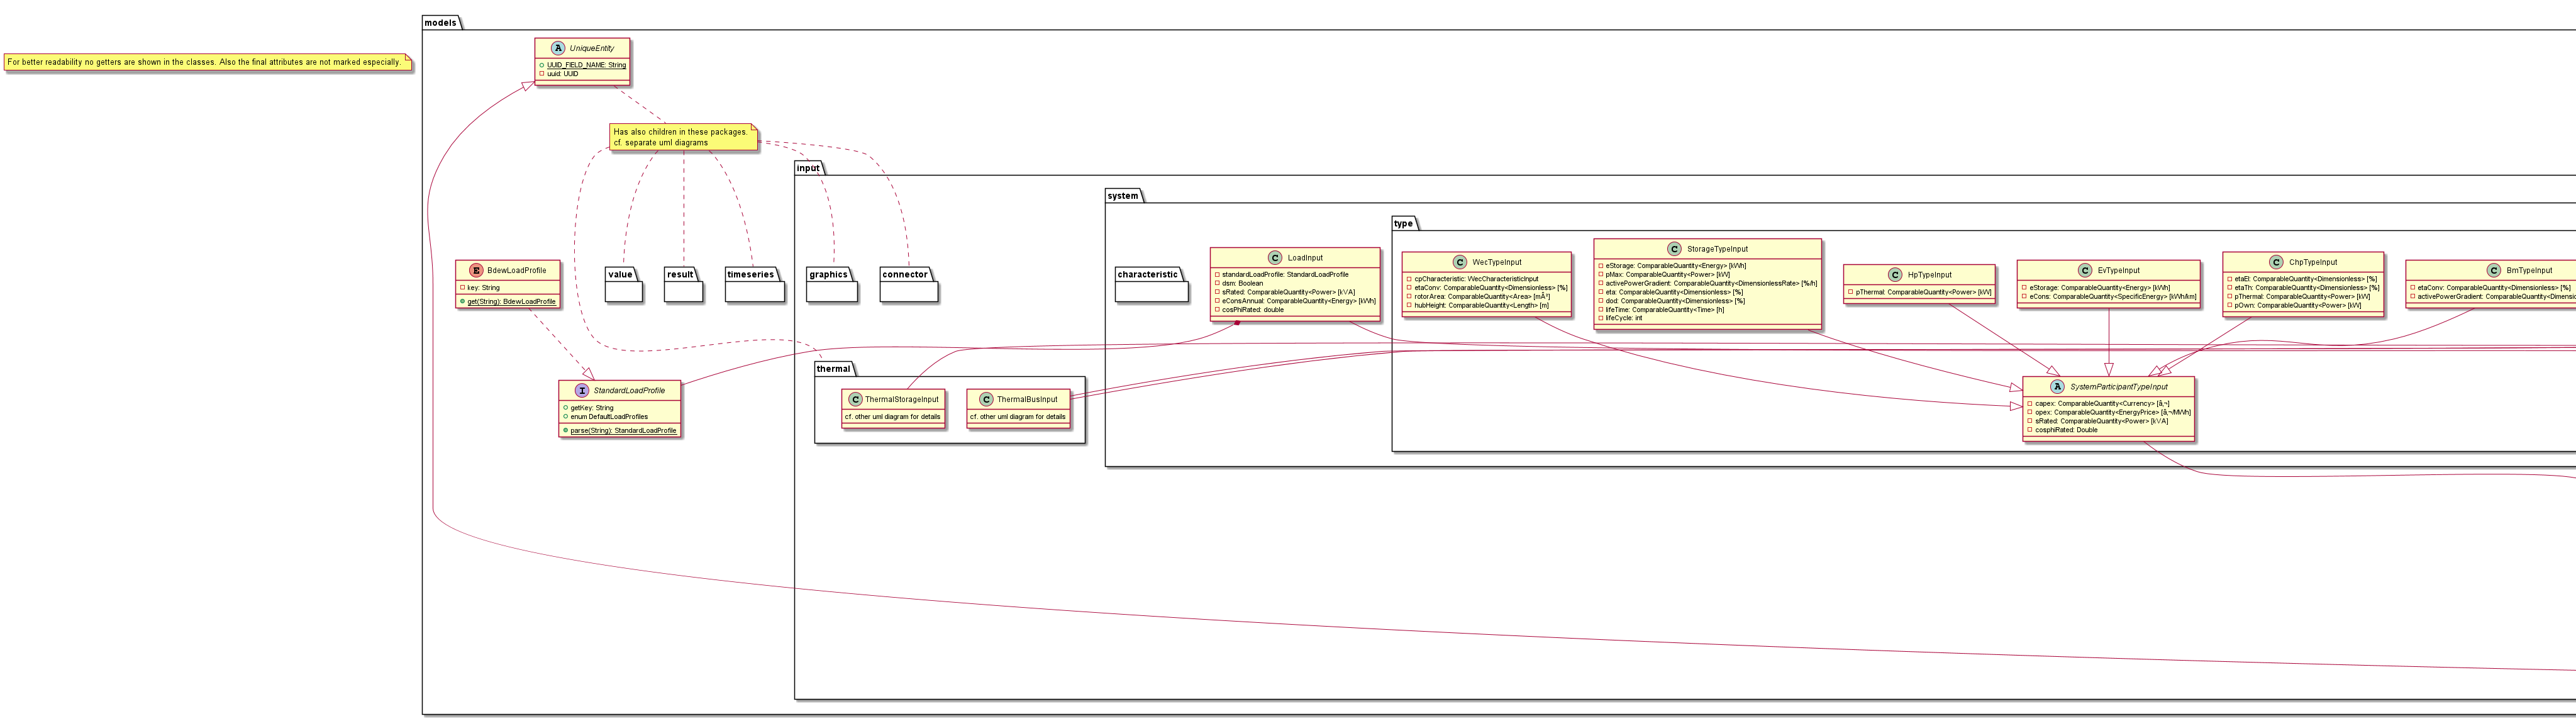 models
For better readability no getters are shown in the classes. Also the final attributes are not marked especially.
A UniqueEntity
UUID_FIELD_NAME: String
uuid: UUID
Has also children in these packages.
cf. separate uml diagrams
input
system
type
E BdewLoadProfile
key: String
get(String): BdewLoadProfile
value
result
timeseries
graphics
connector
characteristic
C LoadInput
standardLoadProfile: StandardLoadProfile
dsm: Boolean
sRated: ComparableQuantity<Power> [kVA]
eConsAnnual: ComparableQuantity<Energy> [kWh]
cosPhiRated: double
C WecTypeInput
cpCharacteristic: WecCharacteristicInput
etaConv: ComparableQuantity<Dimensionless> [%]
rotorArea: ComparableQuantity<Area> [mÂ²]
hubHeight: ComparableQuantity<Length> [m]
C StorageTypeInput
eStorage: ComparableQuantity<Energy> [kWh]
pMax: ComparableQuantity<Power> [kW]
activePowerGradient: ComparableQuantity<DimensionlessRate> [%/h]
eta: ComparableQuantity<Dimensionless> [%]
dod: ComparableQuantity<Dimensionless> [%]
lifeTime: ComparableQuantity<Time> [h]
lifeCycle: int
C HpTypeInput
pThermal: ComparableQuantity<Power> [kW]
C EvTypeInput
eStorage: ComparableQuantity<Energy> [kWh]
eCons: ComparableQuantity<SpecificEnergy> [kWh/km]
C ChpTypeInput
etaEl: ComparableQuantity<Dimensionless> [%]
etaTh: ComparableQuantity<Dimensionless> [%]
pThermal: ComparableQuantity<Power> [kW]
pOwn: ComparableQuantity<Power> [kW]
C BmTypeInput
etaConv: ComparableQuantity<Dimensionless> [%]
activePowerGradient: ComparableQuantity<Dimensic
I StandardLoadProfile
getKey: String
enum DefaultLoadProfiles
parse(String): StandardLoadProfile
thermal
C ThermalStorageInput
cf. other uml diagram for details
C ThermalBusInput
cf. other uml diagram for details
A SystemParticipantTypeInput
capex: ComparableQuantity<Currency> [â‚¬]
opex: ComparableQuantity<EnergyPrice> [â‚¬/MWh]
sRated: ComparableQuantity<Power> [kVA]
cosphiRated: Double